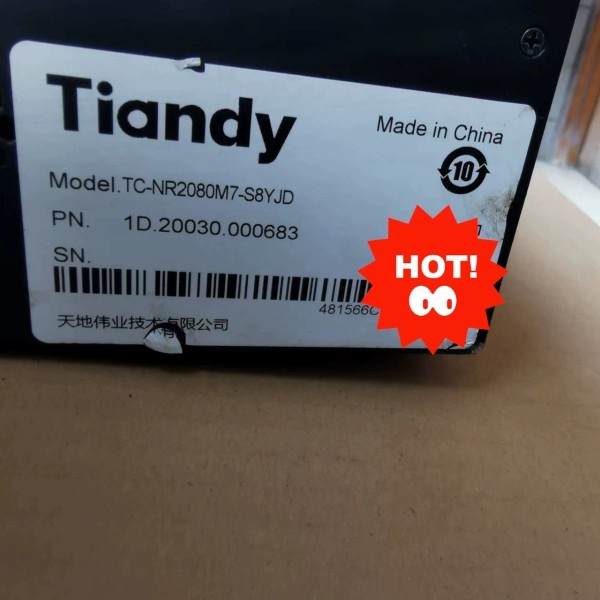 Tiandy
Made in China
10
Model.TC-NR2080M7-S8YJD
PN. 1D.20030.000683
SN.
HOT!
481566C
天地伟业技术有限公司